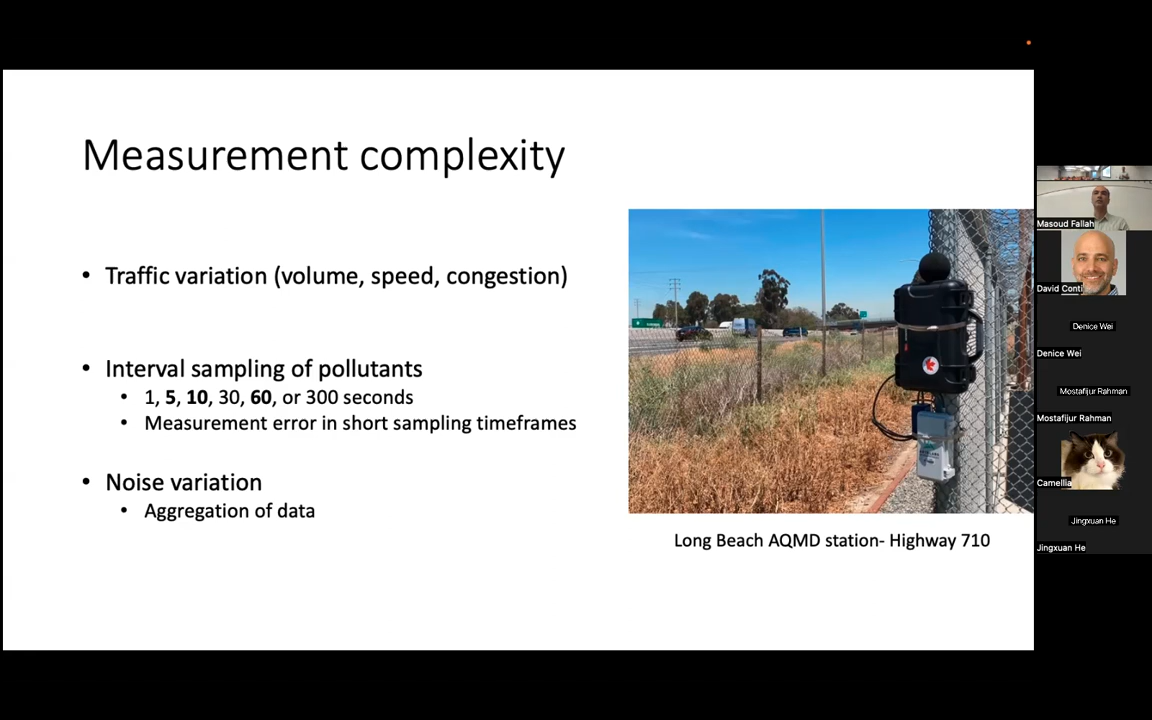 Measurement complexity
• Traffic variation (volume, speed, congestion)
• Interval sampling of pollutants
• 1, 5, 10, 30, 60, or 300 seconds
• Measurement error in short sampling timeframes
• Noise variation
• Aggregation of data
Long Beach AQMD station- Highway 710
Masoud Fallah
David Conti
Denice Wei
Denice Wei
Mostafijur Rahman
Mostafijur Rahman
Camellia
Jingxuan He
Jingxuan He